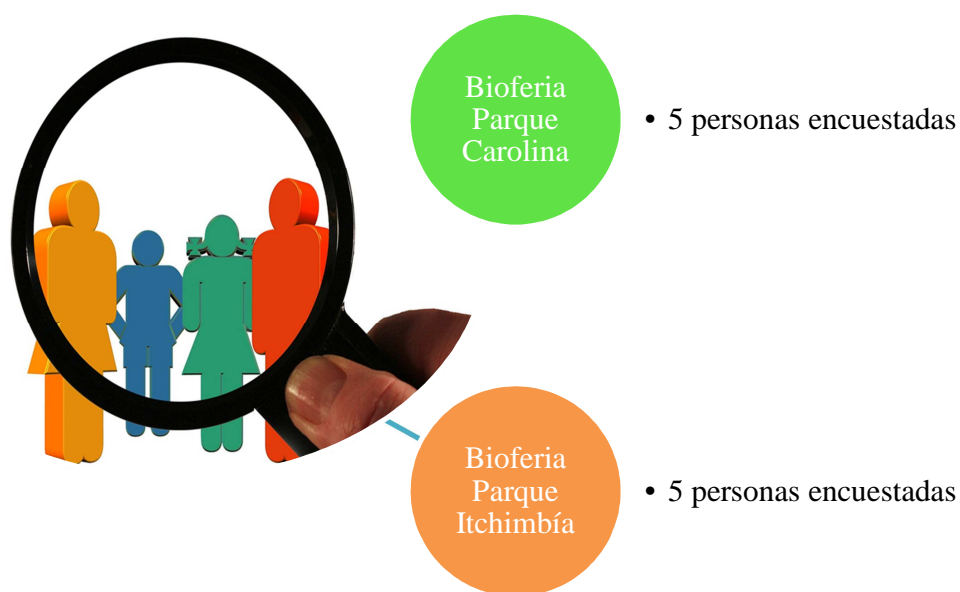 Bioferia
Parque
Carolina
• 5 personas encuestadas
Bioferia
Parque
Itchimbía
• 5 personas encuestadas